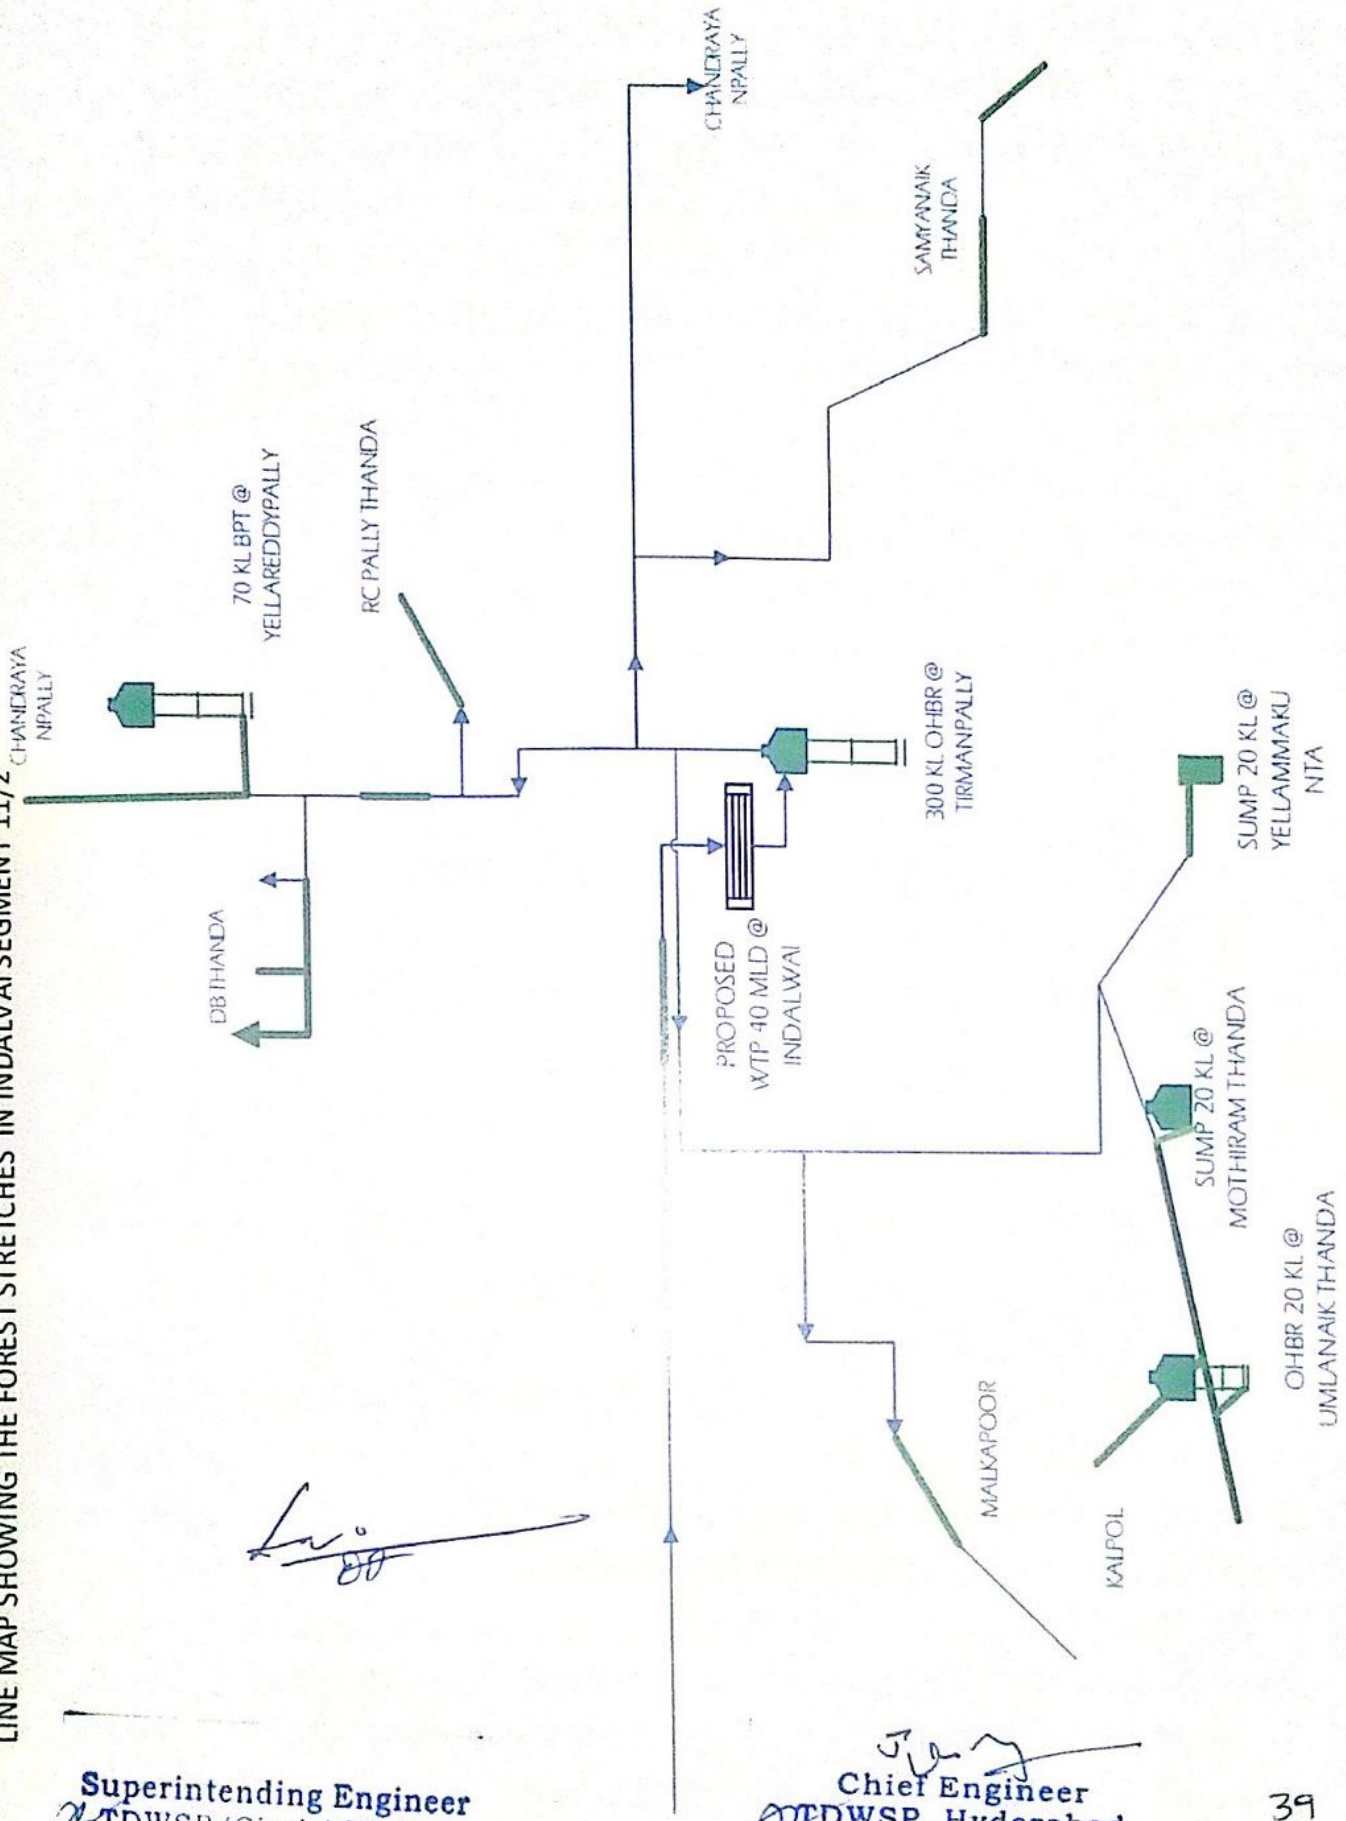 LINE MAP SHOWING THE FOREST STRETCHES IN INDALVAI SEGMENT 11/2
CHANDRAYA
NPALLY
70 KL BPT @
YELLAREDDYPALLY
RC PALLY THANDA
DB THANDA
CHANDRAYA
NPALLY
SAMYANAIK
THANDA
300 KL OHBR @
TIRMANPALLY
PROPOSED
WTP 40 MLD @
INDALWAI
SUMP 20 KL @
YELLAMMAKU
NTA
SUMP 20 KL @
MOTHIRAM THANDA
OHBR 20 KL @
UMLANAIK THANDA
MALKAPOOR
KALPOL
Superintending Engineer
Chief Engineer
TDWSP, Hyderabad
39